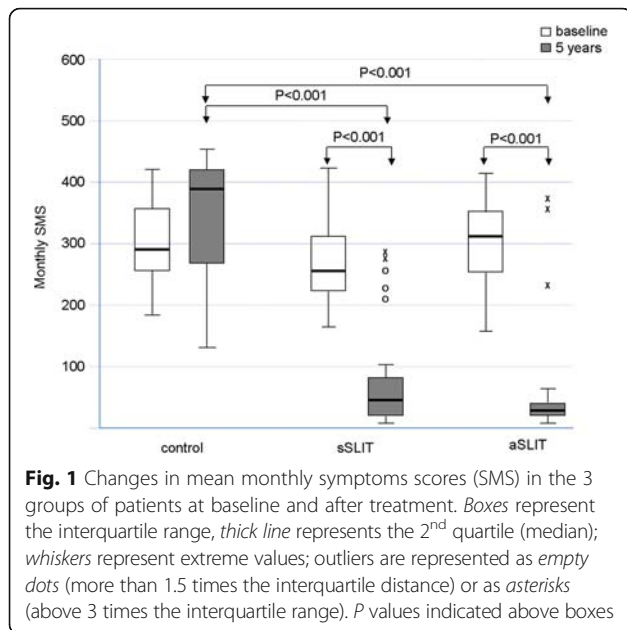 baseline
5 years
600
P<0.001
P<0.001
500
P<0.001
P<0.001
400
Monthly SMS
300
200
100
control
sSLIT
aSLIT
Fig. 1 Changes in mean monthly symptoms scores (SMS) in the 3
groups of patients at baseline and after treatment. Boxes represent
the interquartile range, thick line represents the 2nd quartile (median);
whiskers represent extreme values; outliers are represented as empty
dots (more than 1.5 times the interquartile distance) or as asterisks
(above 3 times the interquartile range). P values indicated above boxes